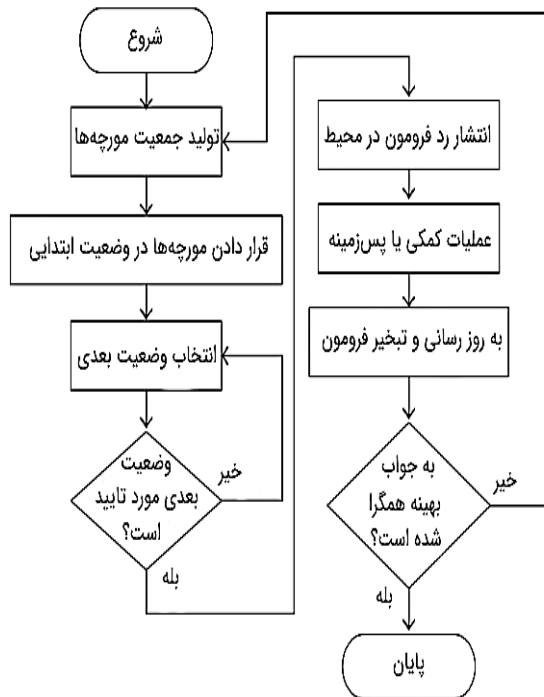 شروع
تولید جمعیت مورچه‌ها
قرار دادن مورچه‌ها در وضعیت ابتدایی
انتخاب وضعیت بعدی
وضعیت
بعدی مورد تایید
است؟
خیر
بله
انتشار رد فرومون در محیط
عملیات کمکی یا پس‌زمینه
به روز رسانی و تبخیر فرومون
به جواب
بهینه همگرا
شده است؟
خیر
بله
پایان